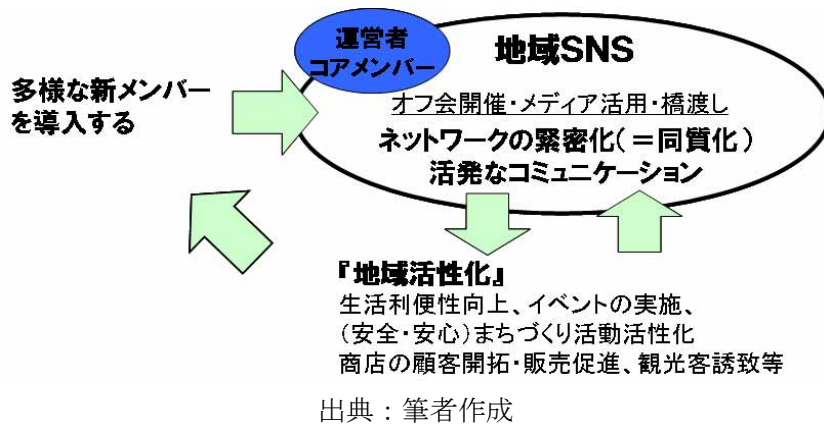 運営者
コアメンバー
地域SNS
多様な新メンバー
を導入する
オフ会開催・メディア活用・橋渡し
ネットワークの緊密化(＝同質化)
活発なコミュニケーション
『地域活性化』
生活利便性向上、イベントの実施、
(安全・安心)まちづくり活動活性化
商店の顧客開拓・販売促進、観光客誘致等
出典：筆者作成